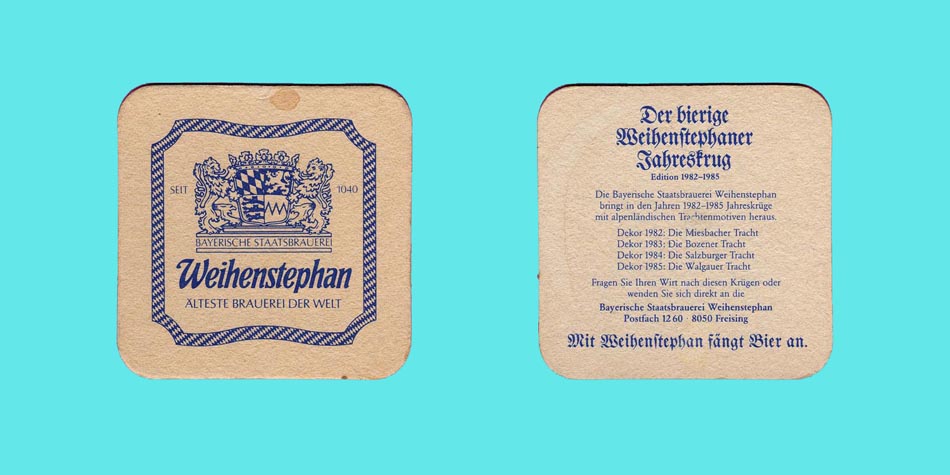 SEIT 1040
BAYERISCHE STAATSBRAUEREI
Weihenstephan
ÄLTESTE BRAUEREI DER WELT
Der bierige
Weihenstephaner
Jahreskrug
Edition 1982–1985
Die Bayerische Staatsbrauerei Weihenstephan
bringt in den Jahren 1982–1985 Jahreskrüge
mit alpenländischen Trachtenmotiven heraus.
Dekor 1982: Die Miesbacher Tracht
Dekor 1983: Die Bozener Tracht
Dekor 1984: Die Salzburger Tracht
Dekor 1985: Die Walgauer Tracht
Fragen Sie Ihren Wirt nach diesen Krügen oder
wenden Sie sich direkt an die
Bayerische Staatsbrauerei Weihenstephan
Postfach 12 60 · 8050 Freising
Mit Weihenstephan fängt Bier an.